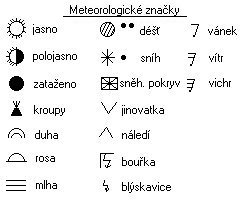 Meteorologické značky
jasno
polojasno
zataženo
kroupy
duha
rosa
mlha
déšť
sníh
sněh. pokryv
jinovatka
náledí
bouřka
blýskavice
vánek
vítr
vichr